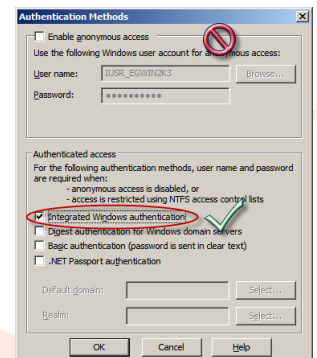 Authentication Methods
Enable anonymous access
Use the following Windows user account for anonymous access:
User name: IUSR_EGWIN2K3 Browse...
Password: ••••••••••
Authenticated access
For the following authentication methods, user name and password
are required when:
- anonymous access is disabled, or
- access is restricted using NTFS access control lists
Integrated Windows authentication
Digest authentication for Windows domain servers
Basic authentication (password is sent in clear text)
.NET Passport authentication
Default domain: Select...
Realm: Select...
OK Cancel Help